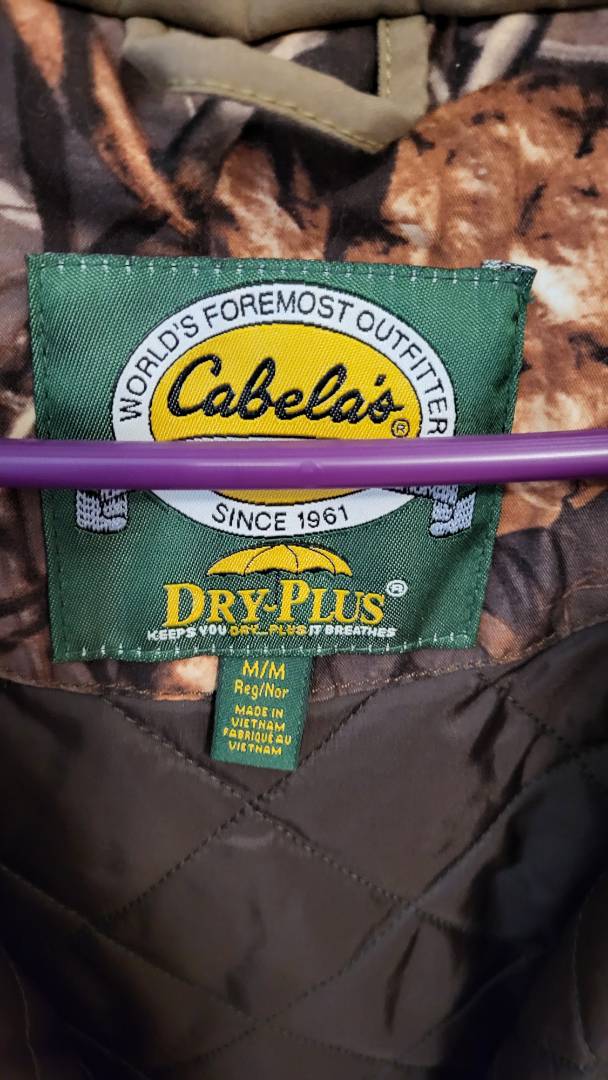 WORLD'S FOREMOST OUTFITTER
Cabela's®
SINCE 1961
DRY-PLUS®
KEEPS YOU DRY...PLUS IT BREATHES
M/M
Reg/Nor
MADE IN
VIETNAM
FABRIQUÉ AU
VIETNAM